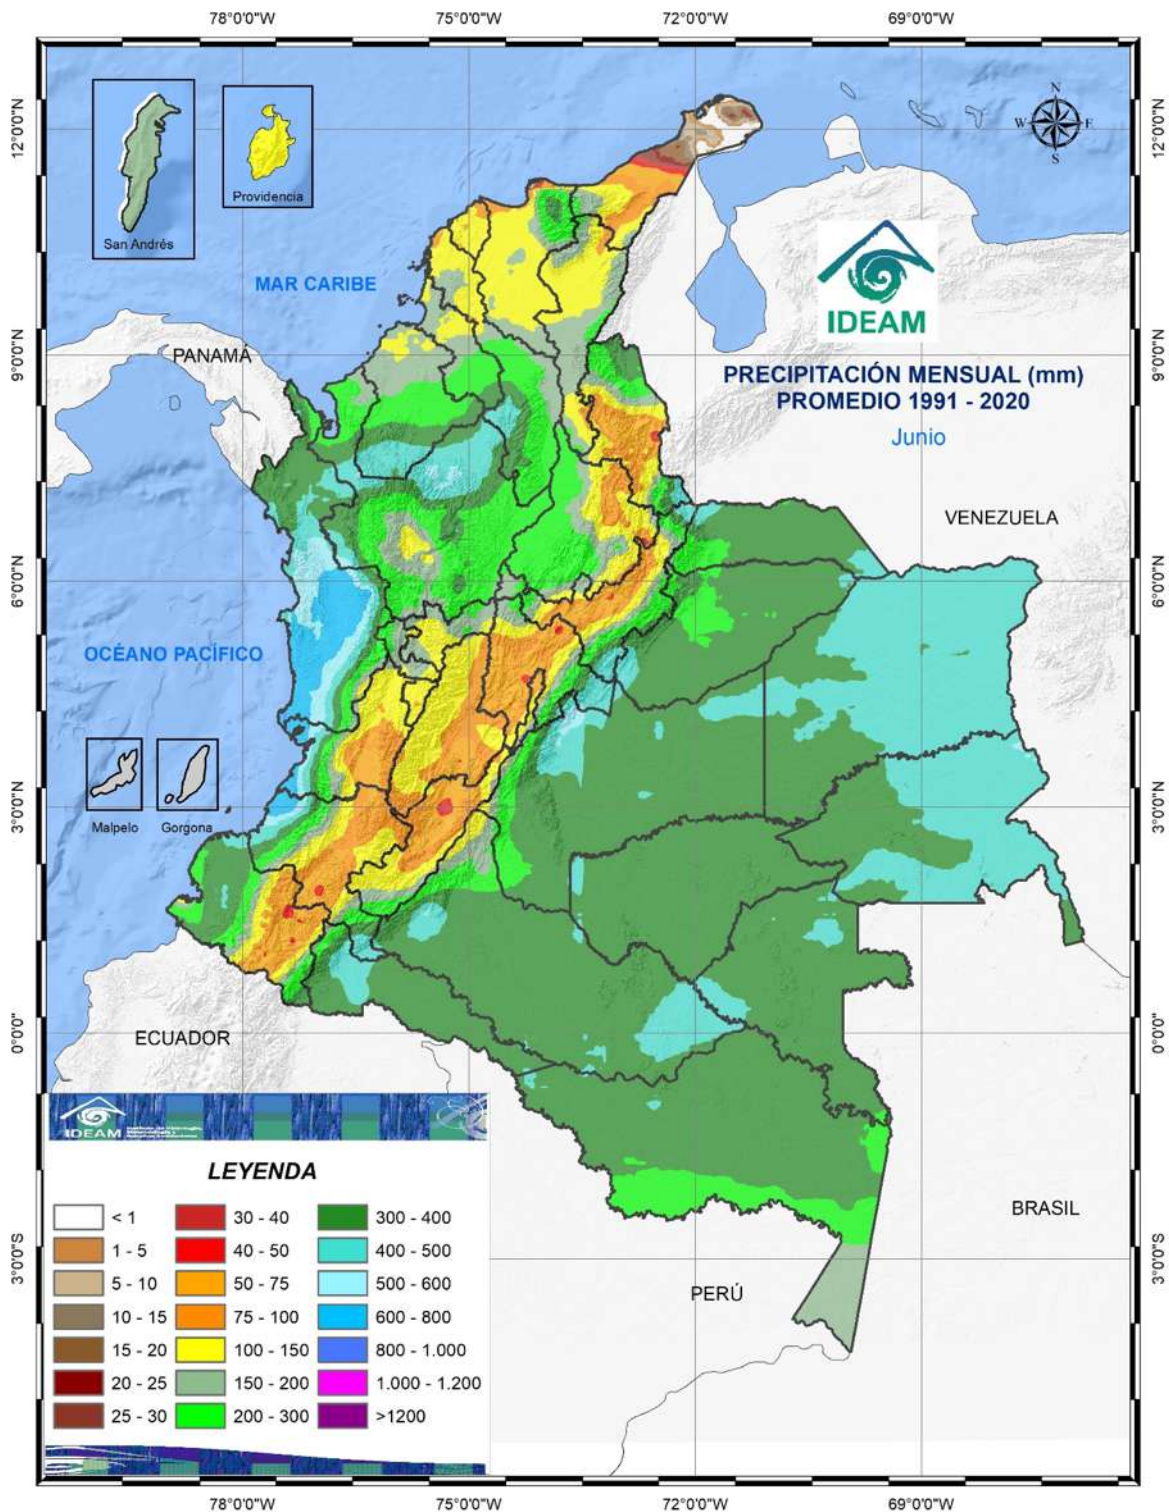 78°0'0"W 75°0'0"W 72°0'0"W 69°0'0"W
12°0'0"N
12°0'0"N
N
W E
S
San Andrés
Providencia
MAR CARIBE
IDEAM
PRECIPITACIÓN MENSUAL (mm)
PROMEDIO 1991 - 2020
Junio
9°0'0"N
PANAMÁ
9°0'0"N
VENEZUELA
6°0'0"N
6°0'0"N
OCÉANO PACÍFICO
3°0'0"N
3°0'0"N
Malpelo
Gorgona
0°0'0"
ECUADOR
0°0'0"
BRASIL
PERÚ
3°0'0"S
3°0'0"S
IDEAM
LEYENDA
< 1
1 - 5
5 - 10
10 - 15
15 - 20
20 - 25
25 - 30
30 - 40
40 - 50
50 - 75
75 - 100
100 - 150
150 - 200
200 - 300
300 - 400
400 - 500
500 - 600
600 - 800
800 - 1.000
1.000 - 1.200
>1200
78°0'0"W 75°0'0"W 72°0'0"W 69°0'0"W